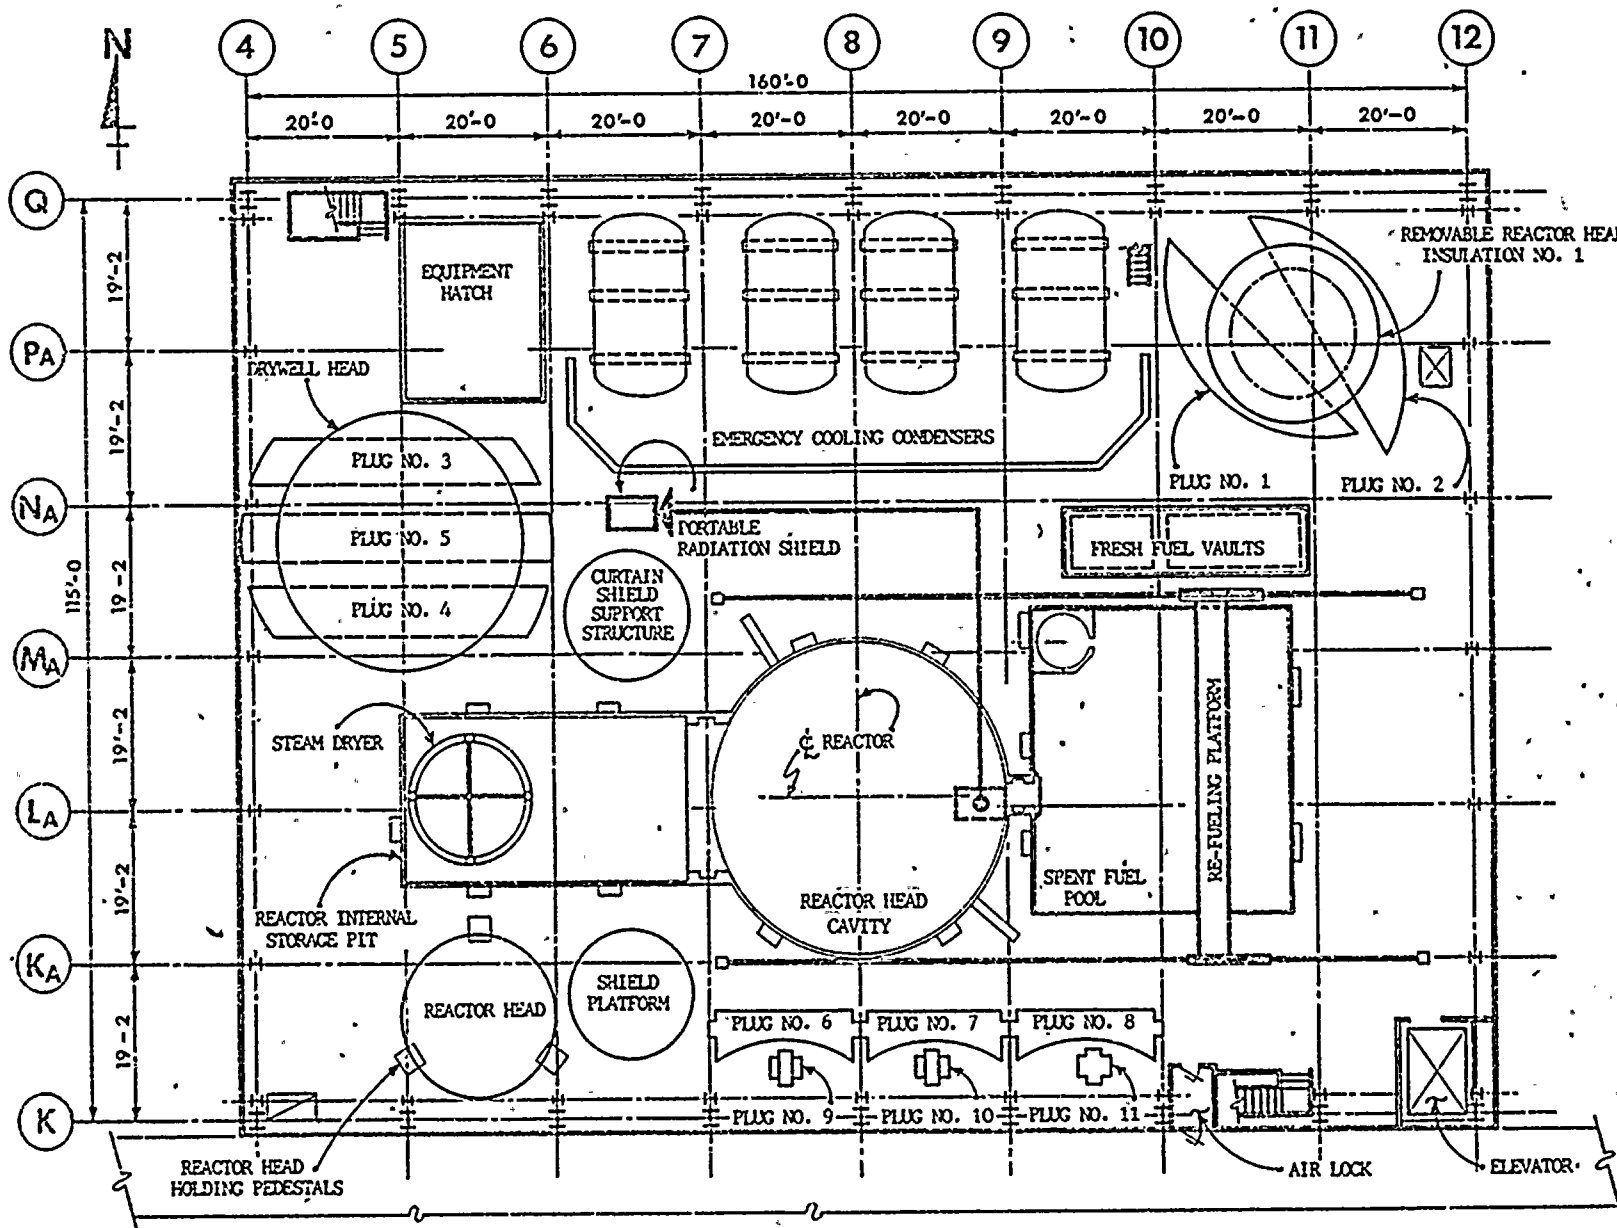 N
4 5 6 7 8 9 10 11 12
160'-0
20'-0 20'-0 20'-0 20'-0 20'-0 20'-0 20'-0 20'-0
Q
PA
NA
MA
LA
KA
K
115'-0
19'-2
19'-2
19'-2
19'-2
19'-2
19'-2
EQUIPMENT
HATCH
REMOVABLE REACTOR HEAD
INSULATION NO. 1
DRYWELL HEAD
EMERGENCY COOLING CONDENSERS
PLUG NO. 3
PLUG NO. 1
PLUG NO. 2
PLUG NO. 5
PORTABLE
RADIATION SHIELD
FRESH FUEL VAULTS
CURTAIN
SHIELD
SUPPORT
STRUCTURE
PLUG NO. 4
STEAM DRYER
℄ REACTOR
RE-FUELING PLATFORM
REACTOR INTERNAL
STORAGE PIT
REACTOR HEAD
CAVITY
SPENT FUEL
POOL
REACTOR HEAD
SHIELD
PLATFORM
PLUG NO. 6
PLUG NO. 7
PLUG NO. 8
PLUG NO. 9
PLUG NO. 10
PLUG NO. 11
REACTOR HEAD
HOLDING PEDESTALS
AIR LOCK
ELEVATOR